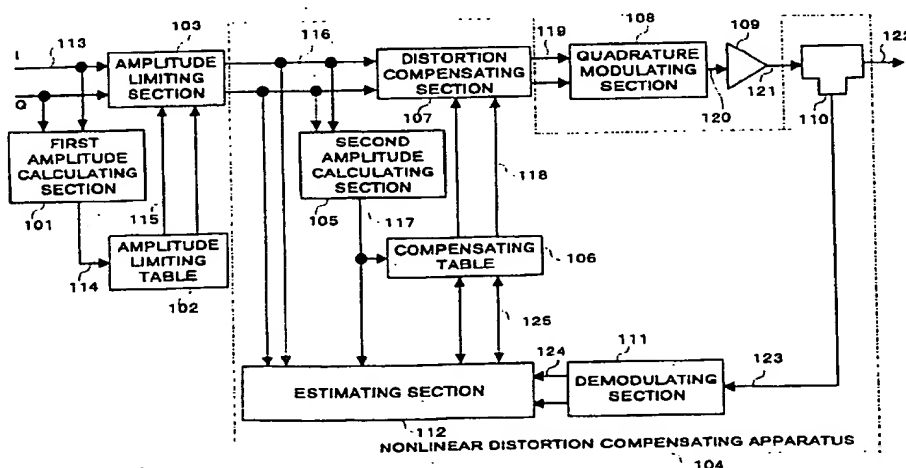 I
113
103
AMPLITUDE
LIMITING
SECTION
Q
116
DISTORTION
COMPENSATING
SECTION
107
119
108
QUADRATURE
MODULATING
SECTION
120
109
121
110
122
FIRST
AMPLITUDE
CALCULATING
SECTION
101
115
114
AMPLITUDE
LIMITING
TABLE
102
SECOND
AMPLITUDE
CALCULATING
SECTION
105
117
118
COMPENSATING
TABLE
106
125
ESTIMATING SECTION
112
124
111
DEMODULATING
SECTION
123
NONLINEAR DISTORTION COMPENSATING APPARATUS
104